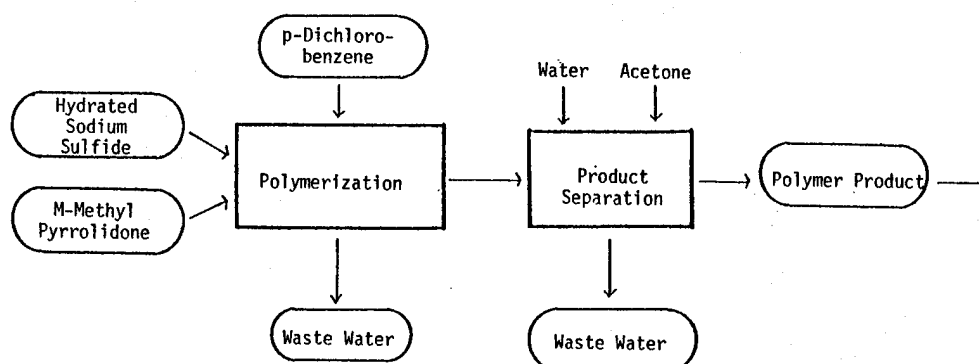 p-Dichloro-
benzene
Water
Acetone
Hydrated
Sodium
Sulfide
Polymerization
Product
Separation
Polymer Product
M-Methyl
Pyrrolidone
Waste Water
Waste Water